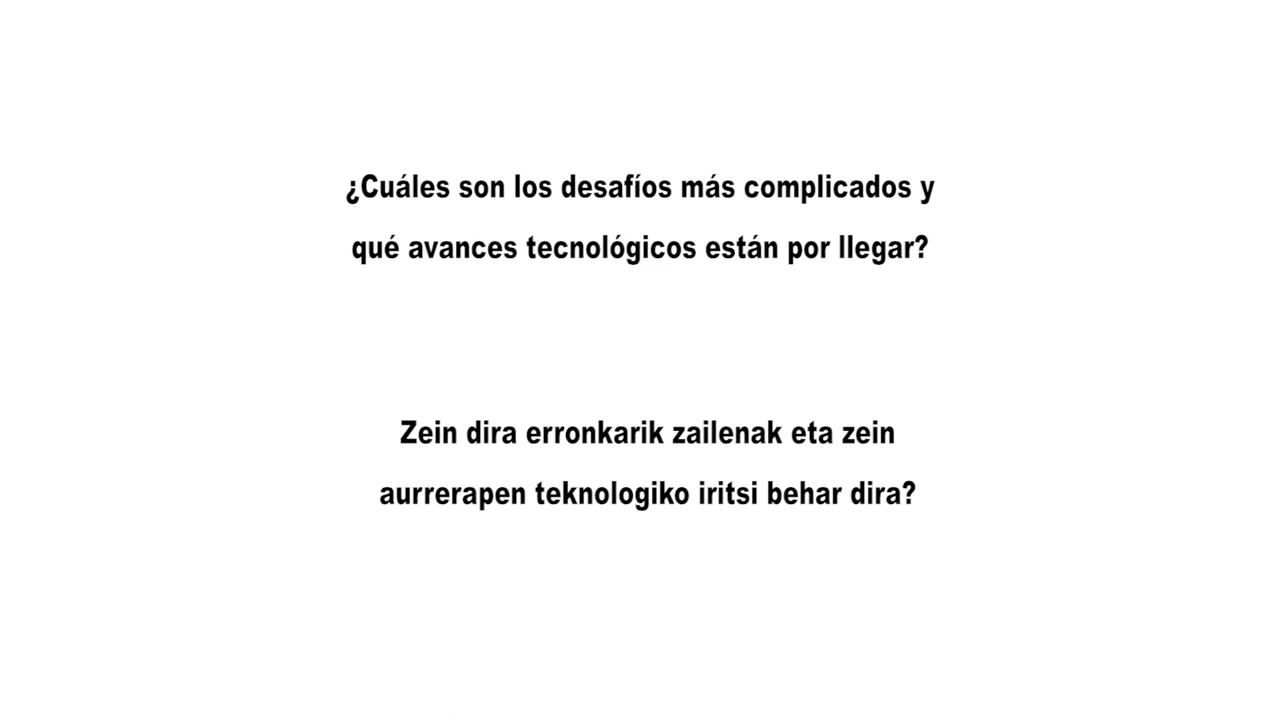 ¿Cuáles son los desafíos más complicados y
qué avances tecnológicos están por llegar?
Zein dira erronkarik zailenak eta zein
aurrerapen teknologiko iritsi behar dira?